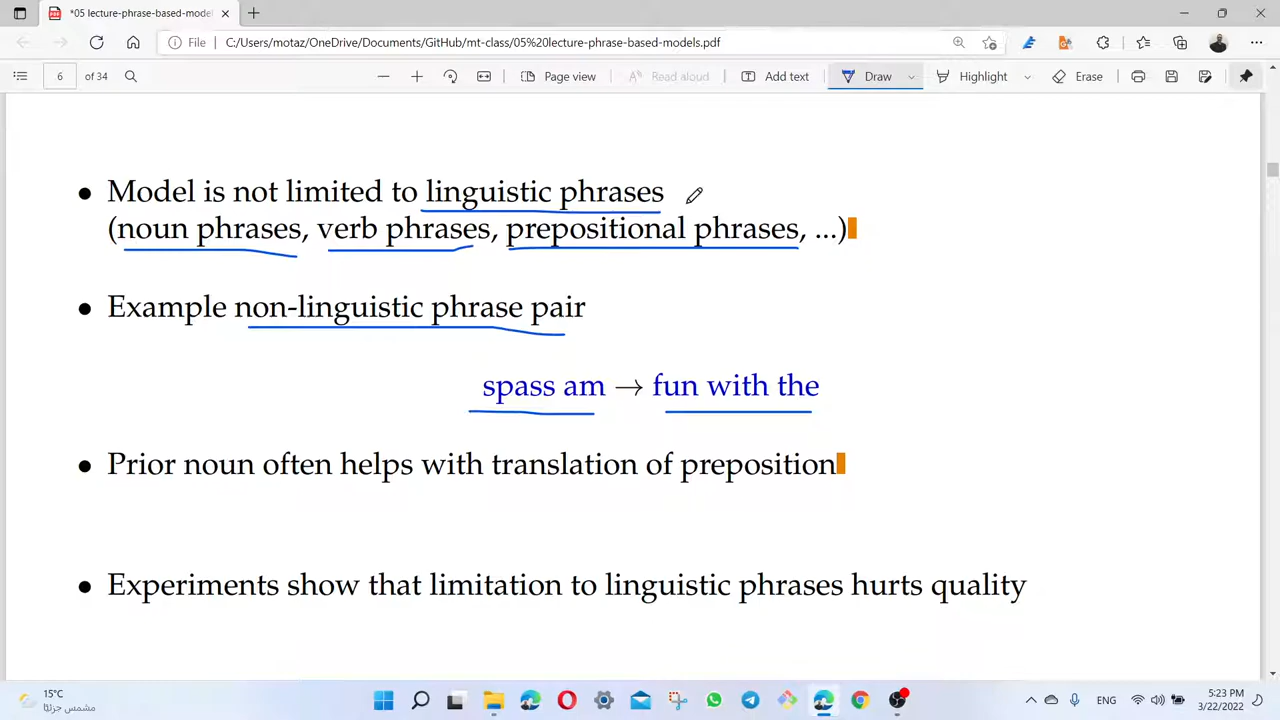 *05 lecture-phrase-based-model
File C:/Users/motaz/OneDrive/Documents/GitHub/mt-class/05%20lecture-phrase-based-models.pdf
6 of 34 Page view Read aloud Add text Draw Highlight Erase
• Model is not limited to linguistic phrases
(noun phrases, verb phrases, prepositional phrases, ...)
• Example non-linguistic phrase pair
spass am → fun with the
• Prior noun often helps with translation of preposition
• Experiments show that limitation to linguistic phrases hurts quality
15°C
مشمس جزئيًا
ENG
5:23 PM
3/22/2022